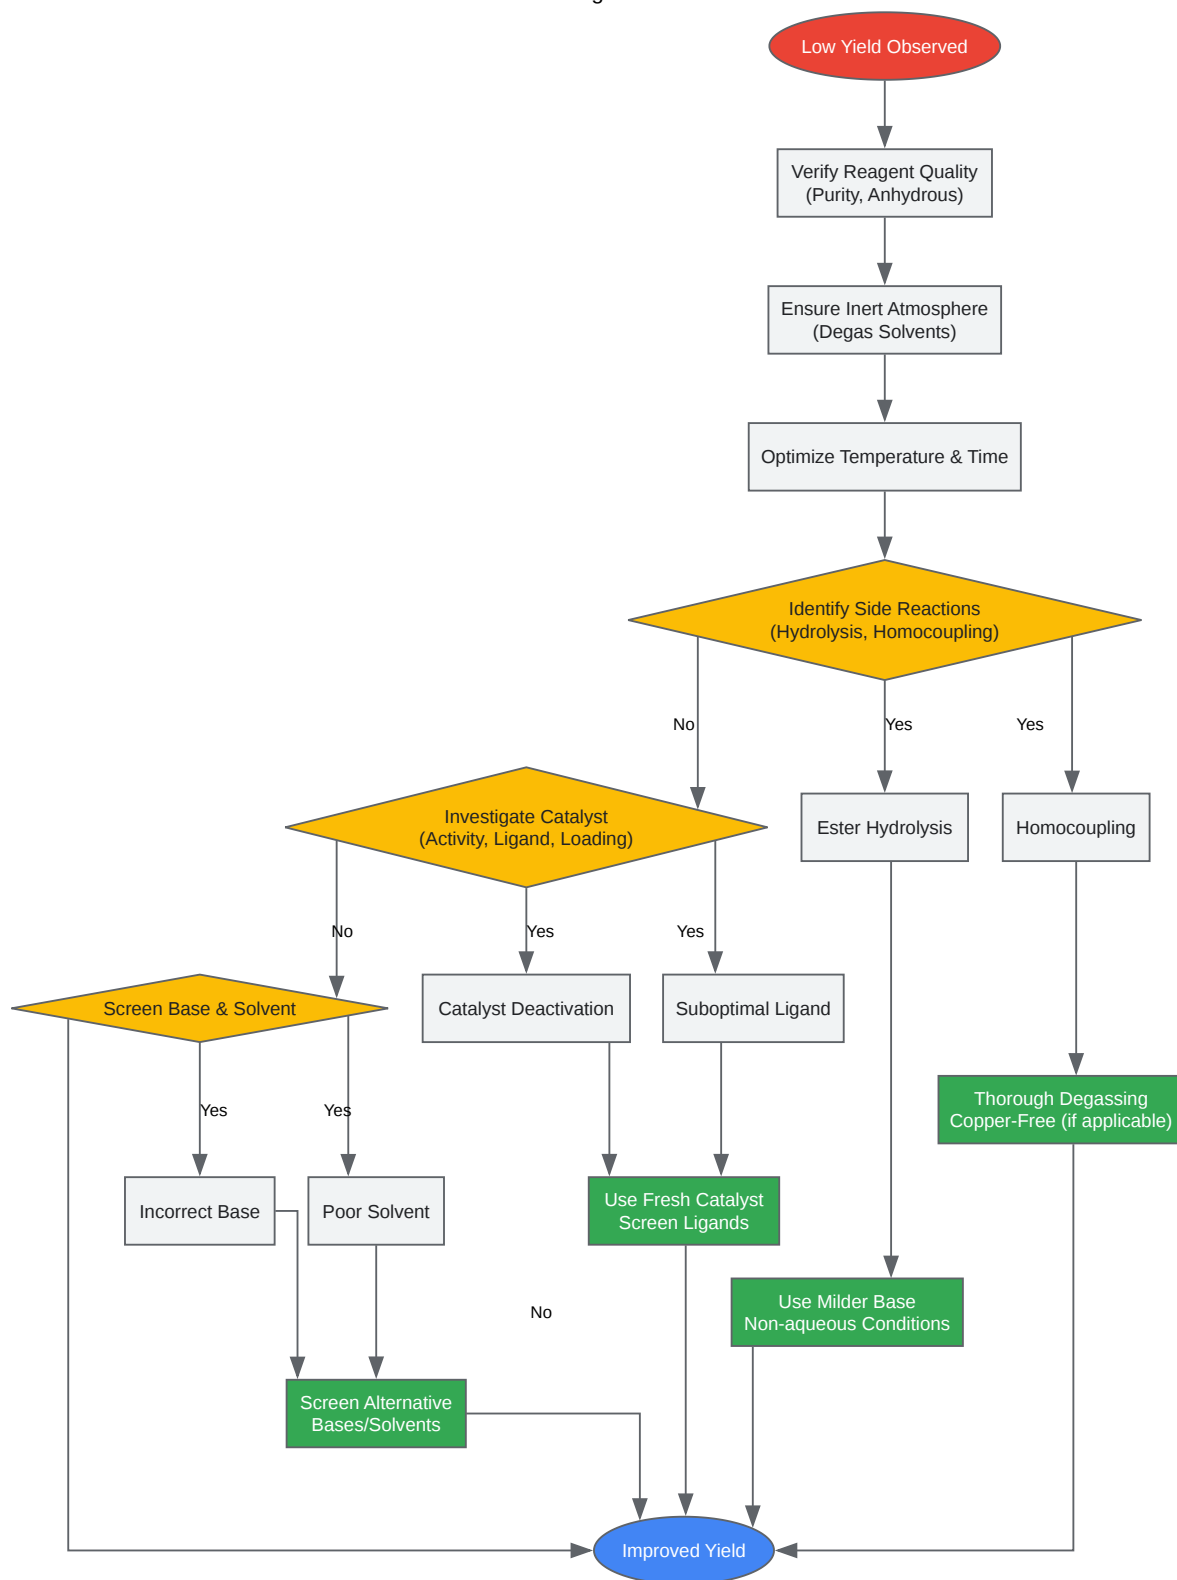 Low Yield Observed
Verify Reagent Quality
(Purity, Anhydrous)
Ensure Inert Atmosphere
(Degas Solvents)
Optimize Temperature & Time
Identify Side Reactions
(Hydrolysis, Homocoupling)
No
Yes
Yes
Investigate Catalyst
(Activity, Ligand, Loading)
Ester Hydrolysis
Homocoupling
No
Yes
Yes
Screen Base & Solvent
Catalyst Deactivation
Suboptimal Ligand
Yes
Yes
Thorough Degassing
Copper-Free (if applicable)
Incorrect Base
Poor Solvent
Use Fresh Catalyst
Screen Ligands
No
Use Milder Base
Non-aqueous Conditions
Screen Alternative
Bases/Solvents
Improved Yield